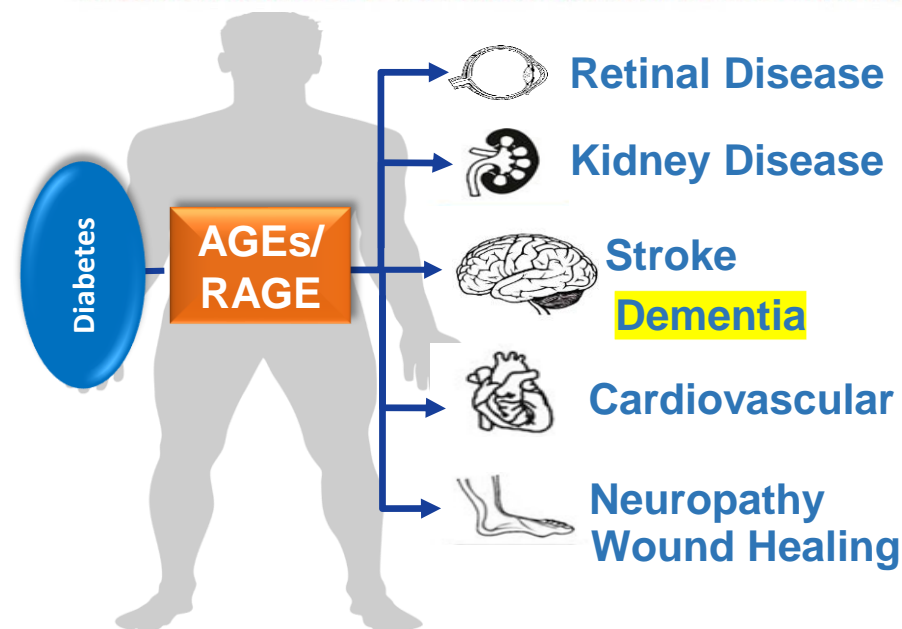 Diabetes
AGEs/
RAGE
Retinal Disease
Kidney Disease
Stroke
Dementia
Cardiovascular
Neuropathy
Wound Healing